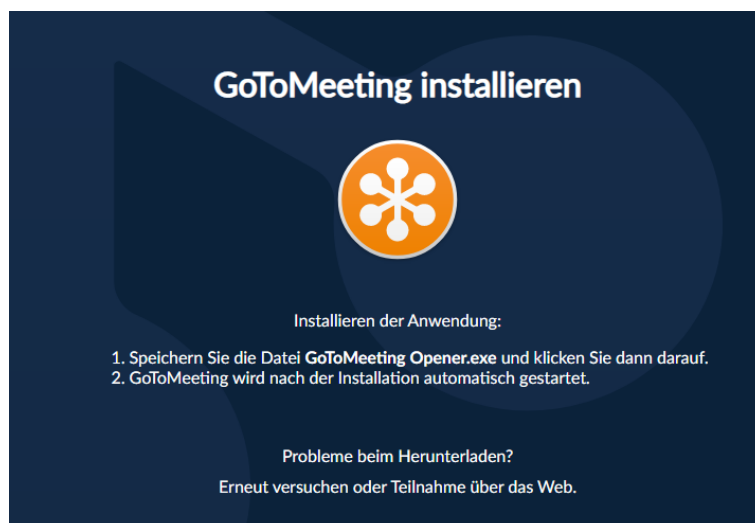 GoToMeeting installieren
Installieren der Anwendung:
1. Speichern Sie die Datei GoToMeeting Opener.exe und klicken Sie dann darauf.
2. GoToMeeting wird nach der Installation automatisch gestartet.
Probleme beim Herunterladen?
Erneut versuchen oder Teilnahme über das Web.